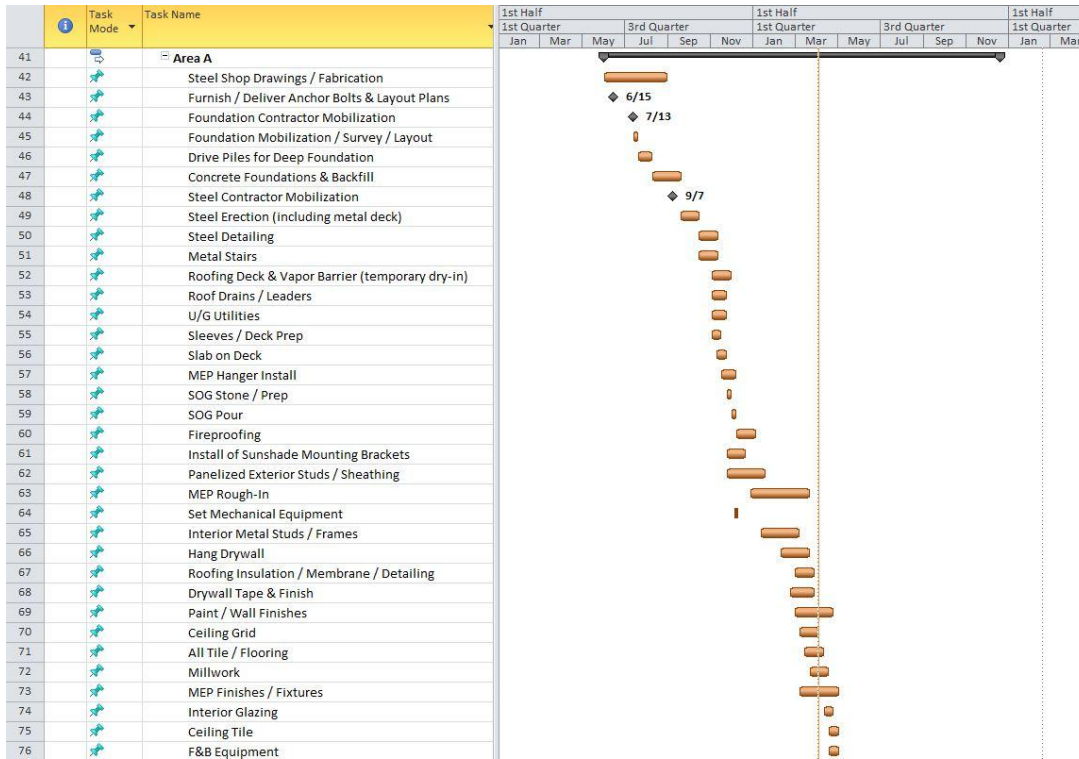 Task Mode Task Name 1st Half 1st Half 1st Half
1st Quarter 3rd Quarter 1st Quarter 3rd Quarter 1st Quarter
Jan Mar May Jul Sep Nov Jan Mar May Jul Sep Nov Jan Mar
41 Area A
42 Steel Shop Drawings / Fabrication
43 Furnish / Deliver Anchor Bolts & Layout Plans 6/15
44 Foundation Contractor Mobilization 7/13
45 Foundation Mobilization / Survey / Layout
46 Drive Piles for Deep Foundation
47 Concrete Foundations & Backfill
48 Steel Contractor Mobilization 9/7
49 Steel Erection (including metal deck)
50 Steel Detailing
51 Metal Stairs
52 Roofing Deck & Vapor Barrier (temporary dry-in)
53 Roof Drains / Leaders
54 U/G Utilities
55 Sleeves / Deck Prep
56 Slab on Deck
57 MEP Hanger Install
58 SOG Stone / Prep
59 SOG Pour
60 Fireproofing
61 Install of Sunshade Mounting Brackets
62 Panelized Exterior Studs / Sheathing
63 MEP Rough-In
64 Set Mechanical Equipment
65 Interior Metal Studs / Frames
66 Hang Drywall
67 Roofing Insulation / Membrane / Detailing
68 Drywall Tape & Finish
69 Paint / Wall Finishes
70 Ceiling Grid
71 All Tile / Flooring
72 Millwork
73 MEP Finishes / Fixtures
74 Interior Glazing
75 Ceiling Tile
76 F&B Equipment